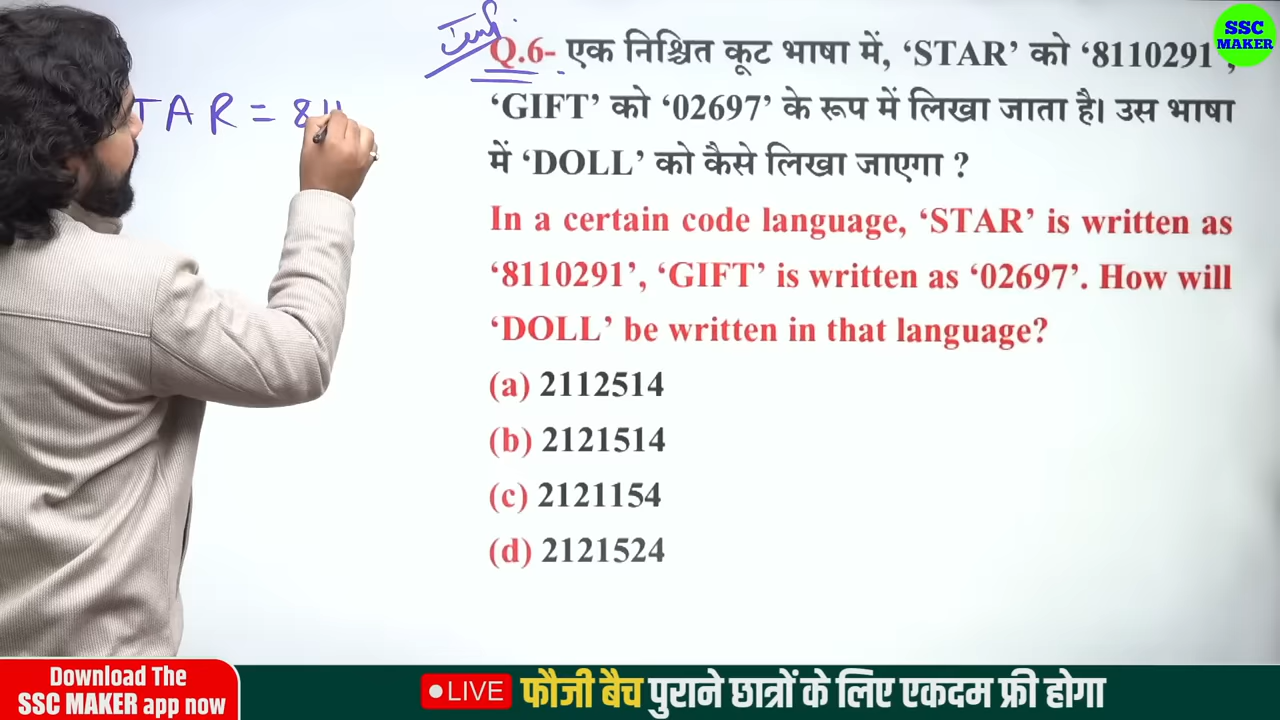 SSC
MAKER
Q.6- एक निश्चित कूट भाषा में, ‘STAR’ को ‘8110291’,
‘GIFT’ को ‘02697’ के रूप में लिखा जाता है। उस भाषा
में ‘DOLL’ को कैसे लिखा जाएगा ?
In a certain code language, ‘STAR’ is written as
‘8110291’, ‘GIFT’ is written as ‘02697’. How will
‘DOLL’ be written in that language?
(a) 2112514
(b) 2121514
(c) 2121154
(d) 2121524
TAR = 811
Download The
SSC MAKER app now
LIVE
फौजी बैच पुराने छात्रों के लिए एकदम फ्री होगा